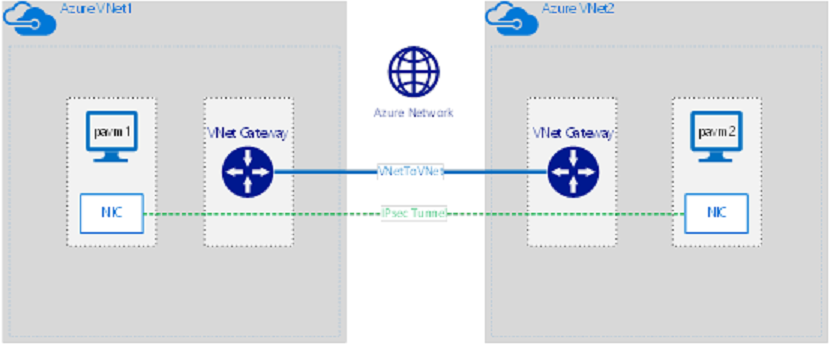 Azure VNet1
Azure VNet2
Azure Network
pavm1
VNet Gateway
VNet Gateway
pavm2
VNetToVNet
NIC
IPsec Tunnel
NIC